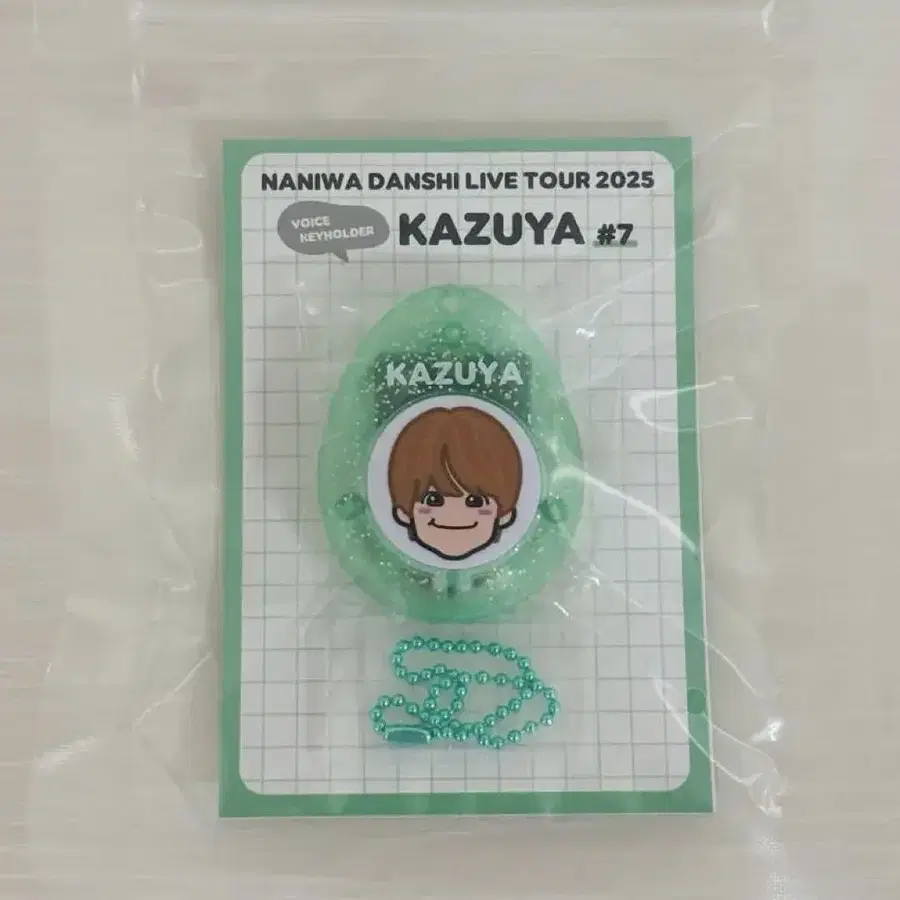 NANIWA DANSHI LIVE TOUR 2025
VOICE
KEYHOLDER
KAZUYA #7
KAZUYA